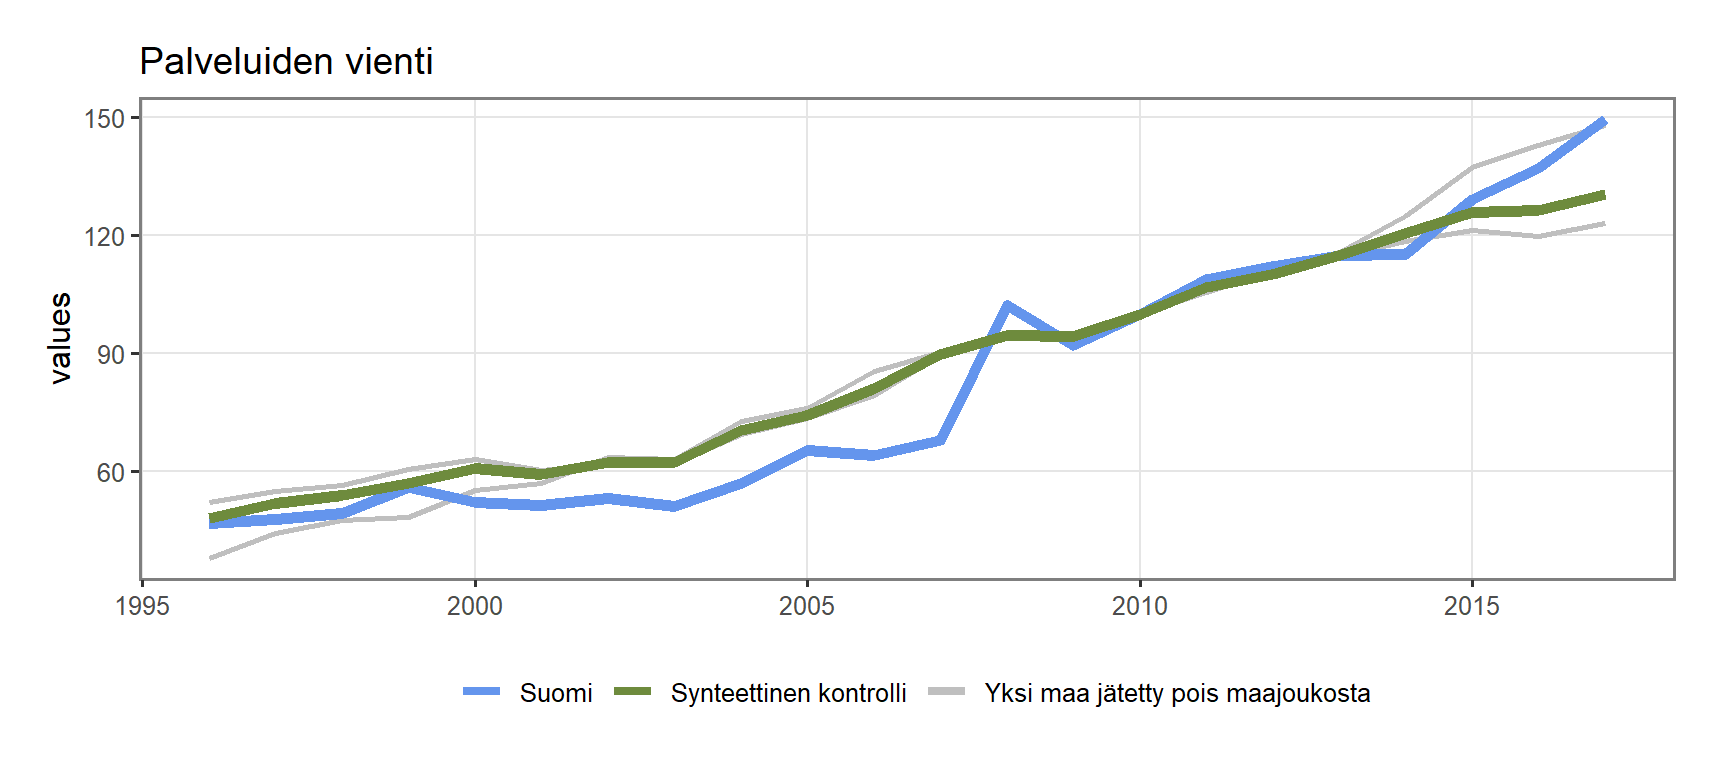 Palveluiden vienti
150
120
90
60
values
1995 2000 2005 2010 2015
Suomi Synteettinen kontrolli Yksi maa jätetty pois maajoukosta